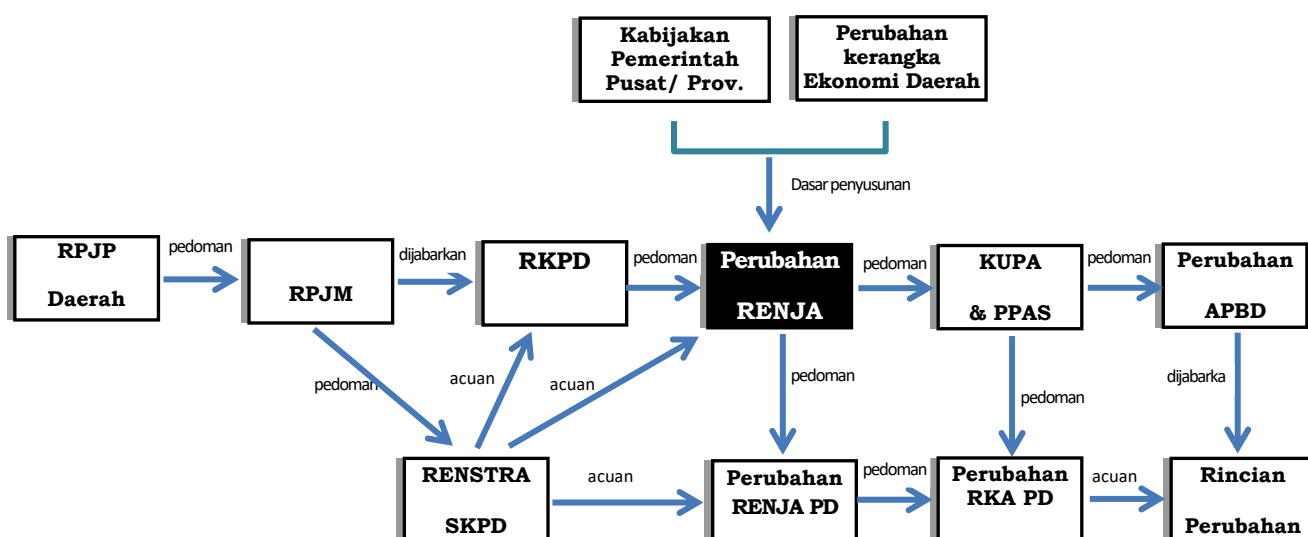 Kabijakan
Pemerintah
Pusat/ Prov.
Perubahan
kerangka
Ekonomi Daerah
Dasar penyusunan
RPJP
Daerah
pedoman
RPJM
dijabarkan
RKPD
pedoman
Perubahan
RENJA
pedoman
KUPA
& PPAS
pedoman
Perubahan
APBD
pedoman
acuan
acuan
pedoman
pedoman
dijabarka
RENSTRA
SKPD
acuan
Perubahan
RENJA PD
pedoman
Perubahan
RKA PD
acuan
Rincian
Perubahan